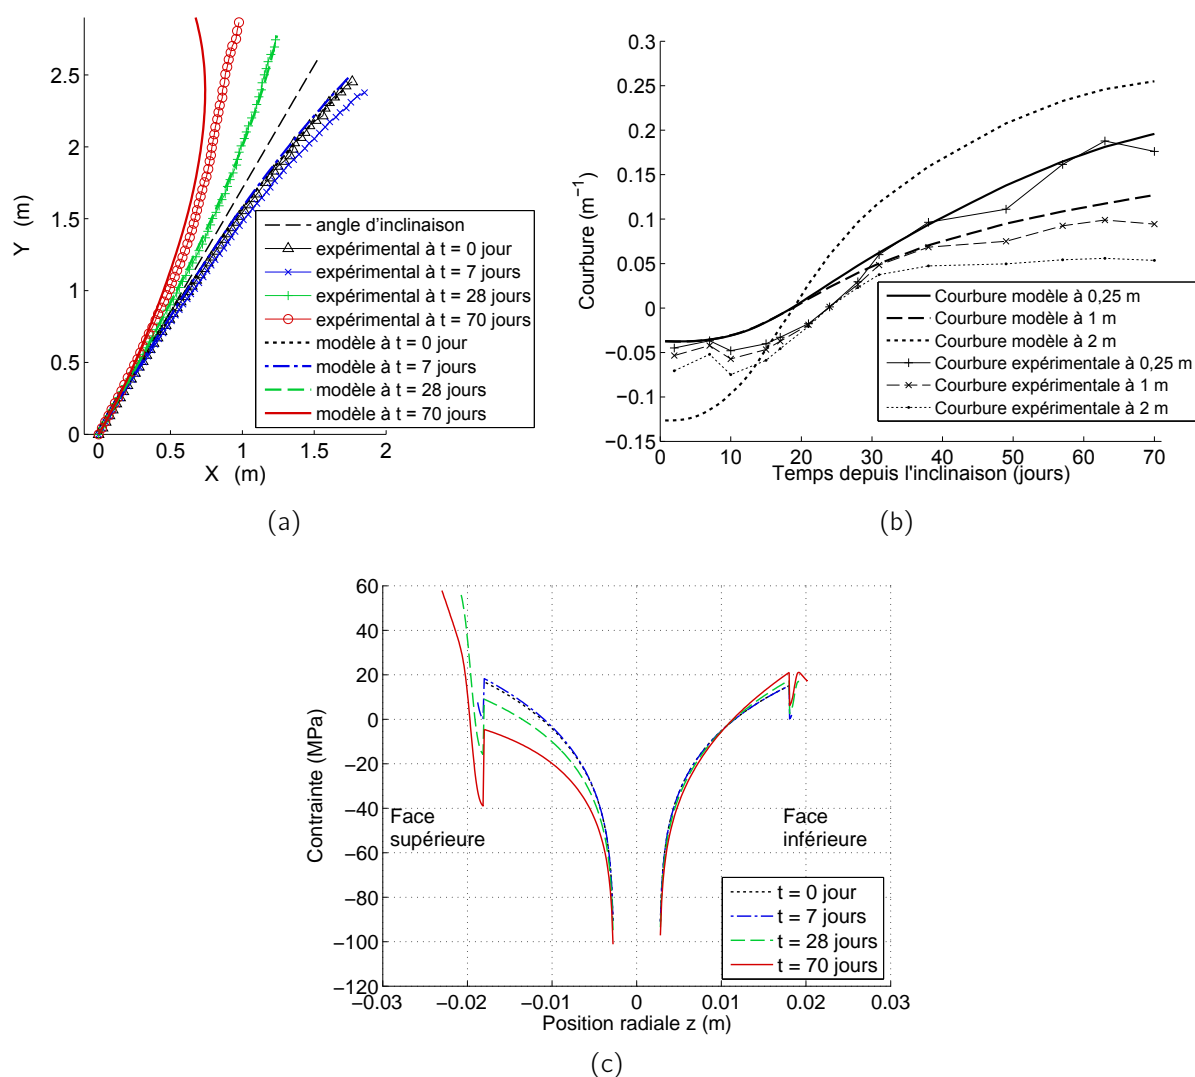 2.5
2
1.5
1
0.5
0
Y (m)
0
0.5
1
1.5
2
X (m)
angle d'inclinaison
expérimental à t = 0 jour
expérimental à t = 7 jours
expérimental à t = 28 jours
expérimental à t = 70 jours
modèle à t = 0 jour
modèle à t = 7 jours
modèle à t = 28 jours
modèle à t = 70 jours
(a)
0.3
0.25
0.2
0.15
0.1
0.05
0
−0.05
−0.1
−0.15
Courbure (m⁻¹)
0 10 20 30 40 50 60 70
Temps depuis l'inclinaison (jours)
Courbure modèle à 0,25 m
Courbure modèle à 1 m
Courbure modèle à 2 m
Courbure expérimentale à 0,25 m
Courbure expérimentale à 1 m
Courbure expérimentale à 2 m
(b)
60
40
20
0
−20
−40
−60
−80
−100
−120
Contrainte (MPa)
Face
supérieure
Face
inférieure
t = 0 jour
t = 7 jours
t = 28 jours
t = 70 jours
−0.03 −0.02 −0.01 0 0.01 0.02 0.03
Position radiale z (m)
(c)